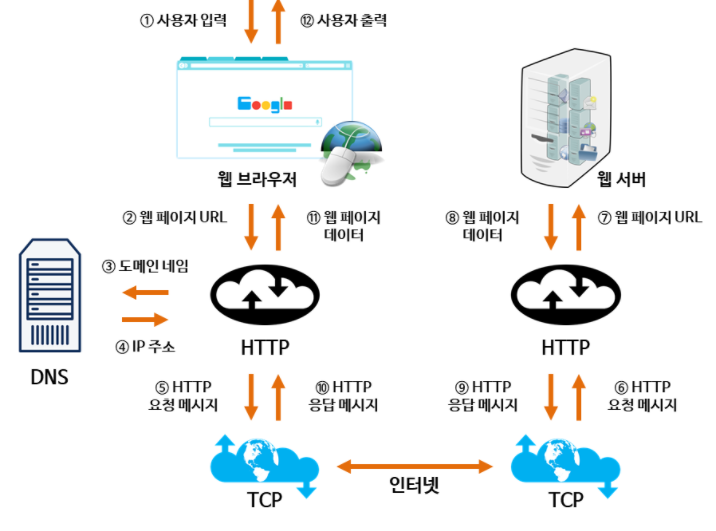 ① 사용자 입력
⑫ 사용자 출력
Google
웹 브라우저
웹 서버
② 웹 페이지 URL
⑪ 웹 페이지
데이터
⑧ 웹 페이지
데이터
⑦ 웹 페이지 URL
③ 도메인 네임
④ IP 주소
DNS
HTTP
HTTP
⑤ HTTP
요청 메시지
⑩ HTTP
응답 메시지
⑨ HTTP
응답 메시지
⑥ HTTP
요청 메시지
TCP
인터넷
TCP